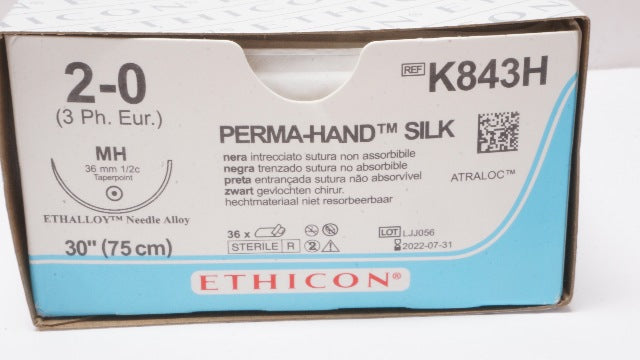 2-0
(3 Ph. Eur.)
MH
36 mm 1/2c
Taperpoint
ETHALLOY™ Needle Alloy
30" (75 cm)
REF K843H
PERMA-HAND™ SILK
nera intrecciato sutura non assorbibile
negra trenzado sutura no absorbible
preta entrançada sutura não absorvível
zwart gevlochten chirur.
hechtmateriaal niet resorbeerbaar
ATRALOC™
36 x
STERILE R
2
LOT LJJ056
2022-07-31
ETHICON®